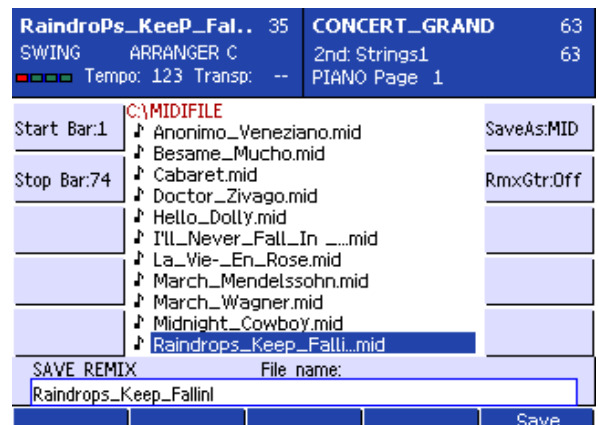 RaindroPs_KeeP_Fal.. 35 CONCERT_GRAND 63
SWING ARRANGER C 2nd: Strings1 63
Tempo: 123 Transp: -- PIANO Page 1
C:\MIDIFILE
Start Bar:1 Anonimo_Veneziano.mid SaveAs:MID
Besame_Mucho.mid
Stop Bar:74 Cabaret.mid RmxGtr:Off
Doctor_Zivago.mid
Hello_Dolly.mid
I'll_Never_Fall_In _...mid
La_Vie-_En_Rose.mid
March_Mendelssohn.mid
March_Wagner.mid
Midnight_Cowboy.mid
Raindrops_Keep_Falli...mid
SAVE REMIX File name:
Raindrops_Keep_Fallinl
Save